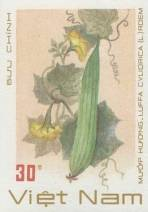 BƯU CHÍNH
MƯỚP HƯƠNG. LUFFA CYLINDRICA (L.) ROEM
30đ
Việt Nam